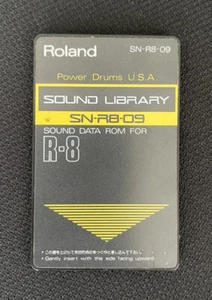 Roland
SN-R8-09
Power Drums U.S.A.
SOUND LIBRARY
SN-R8-09
SOUND DATA ROM FOR
R-8
• Gently insert with this side facing upward.